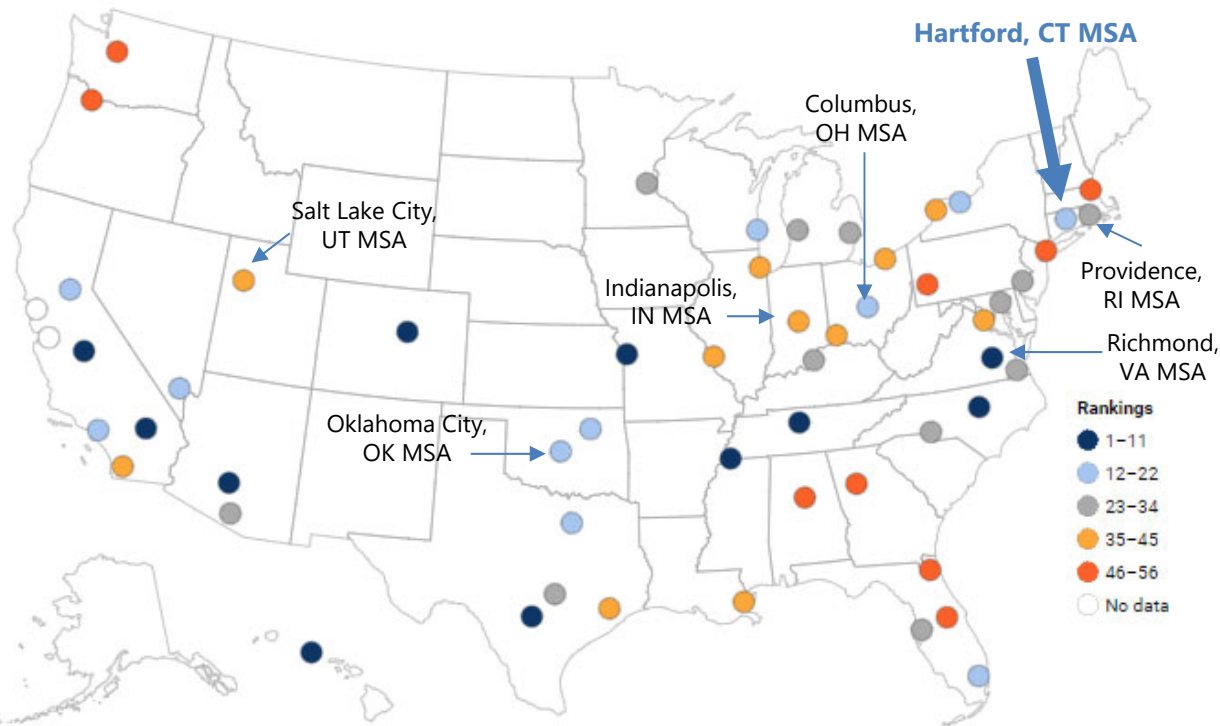 Hartford, CT MSA
Columbus,
OH MSA
Salt Lake City,
UT MSA
Indianapolis,
IN MSA
Providence,
RI MSA
Richmond,
VA MSA
Oklahoma City,
OK MSA
Rankings
1–11
12–22
23–34
35–45
46–56
No data